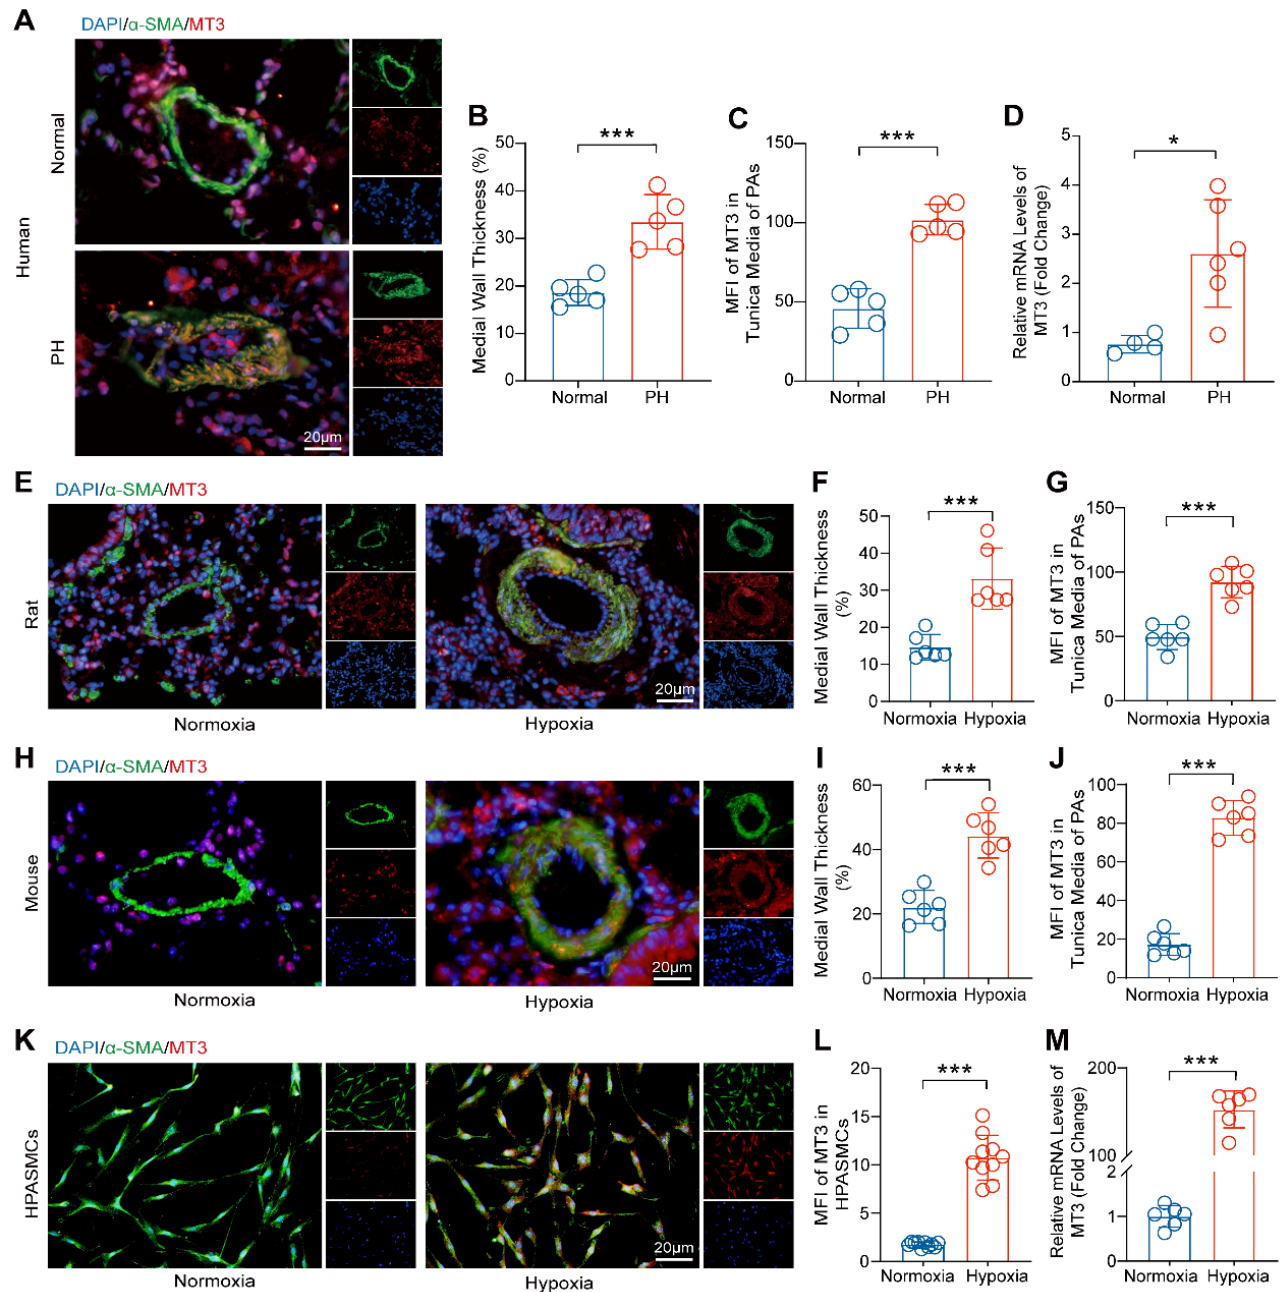 A
DAPI/α-SMA/MT3
Human
Normal
PH
20μm
B
Medial Wall Thickness (%)
50
40
30
20
10
0
***
Normal PH
C
MFI of MT3 in
Tunica Media of PAs
150
100
50
0
***
Normal PH
D
Relative mRNA Levels of
MT3 (Fold Change)
5
4
3
2
1
0
*
Normal PH
E
DAPI/α-SMA/MT3
Rat
20μm
Normoxia
Hypoxia
F
Medial Wall Thickness
(%)
50
40
30
20
10
0
***
Normoxia Hypoxia
G
MFI of MT3 in
Tunica Media of PAs
150
100
50
0
***
Normoxia Hypoxia
H
DAPI/α-SMA/MT3
Mouse
20μm
Normoxia
Hypoxia
I
Medial Wall Thickness
(%)
60
40
20
0
***
Normoxia Hypoxia
J
MFI of MT3 in
Tunica Media of PAs
100
80
60
40
20
0
***
Normoxia Hypoxia
K
DAPI/α-SMA/MT3
HPASMCs
20μm
Normoxia
Hypoxia
L
MFI of MT3 in
HPASMCs
20
15
10
5
0
***
Normoxia Hypoxia
M
Relative mRNA Levels of
MT3 (Fold Change)
200
100
2
1
0
***
Normoxia Hypoxia